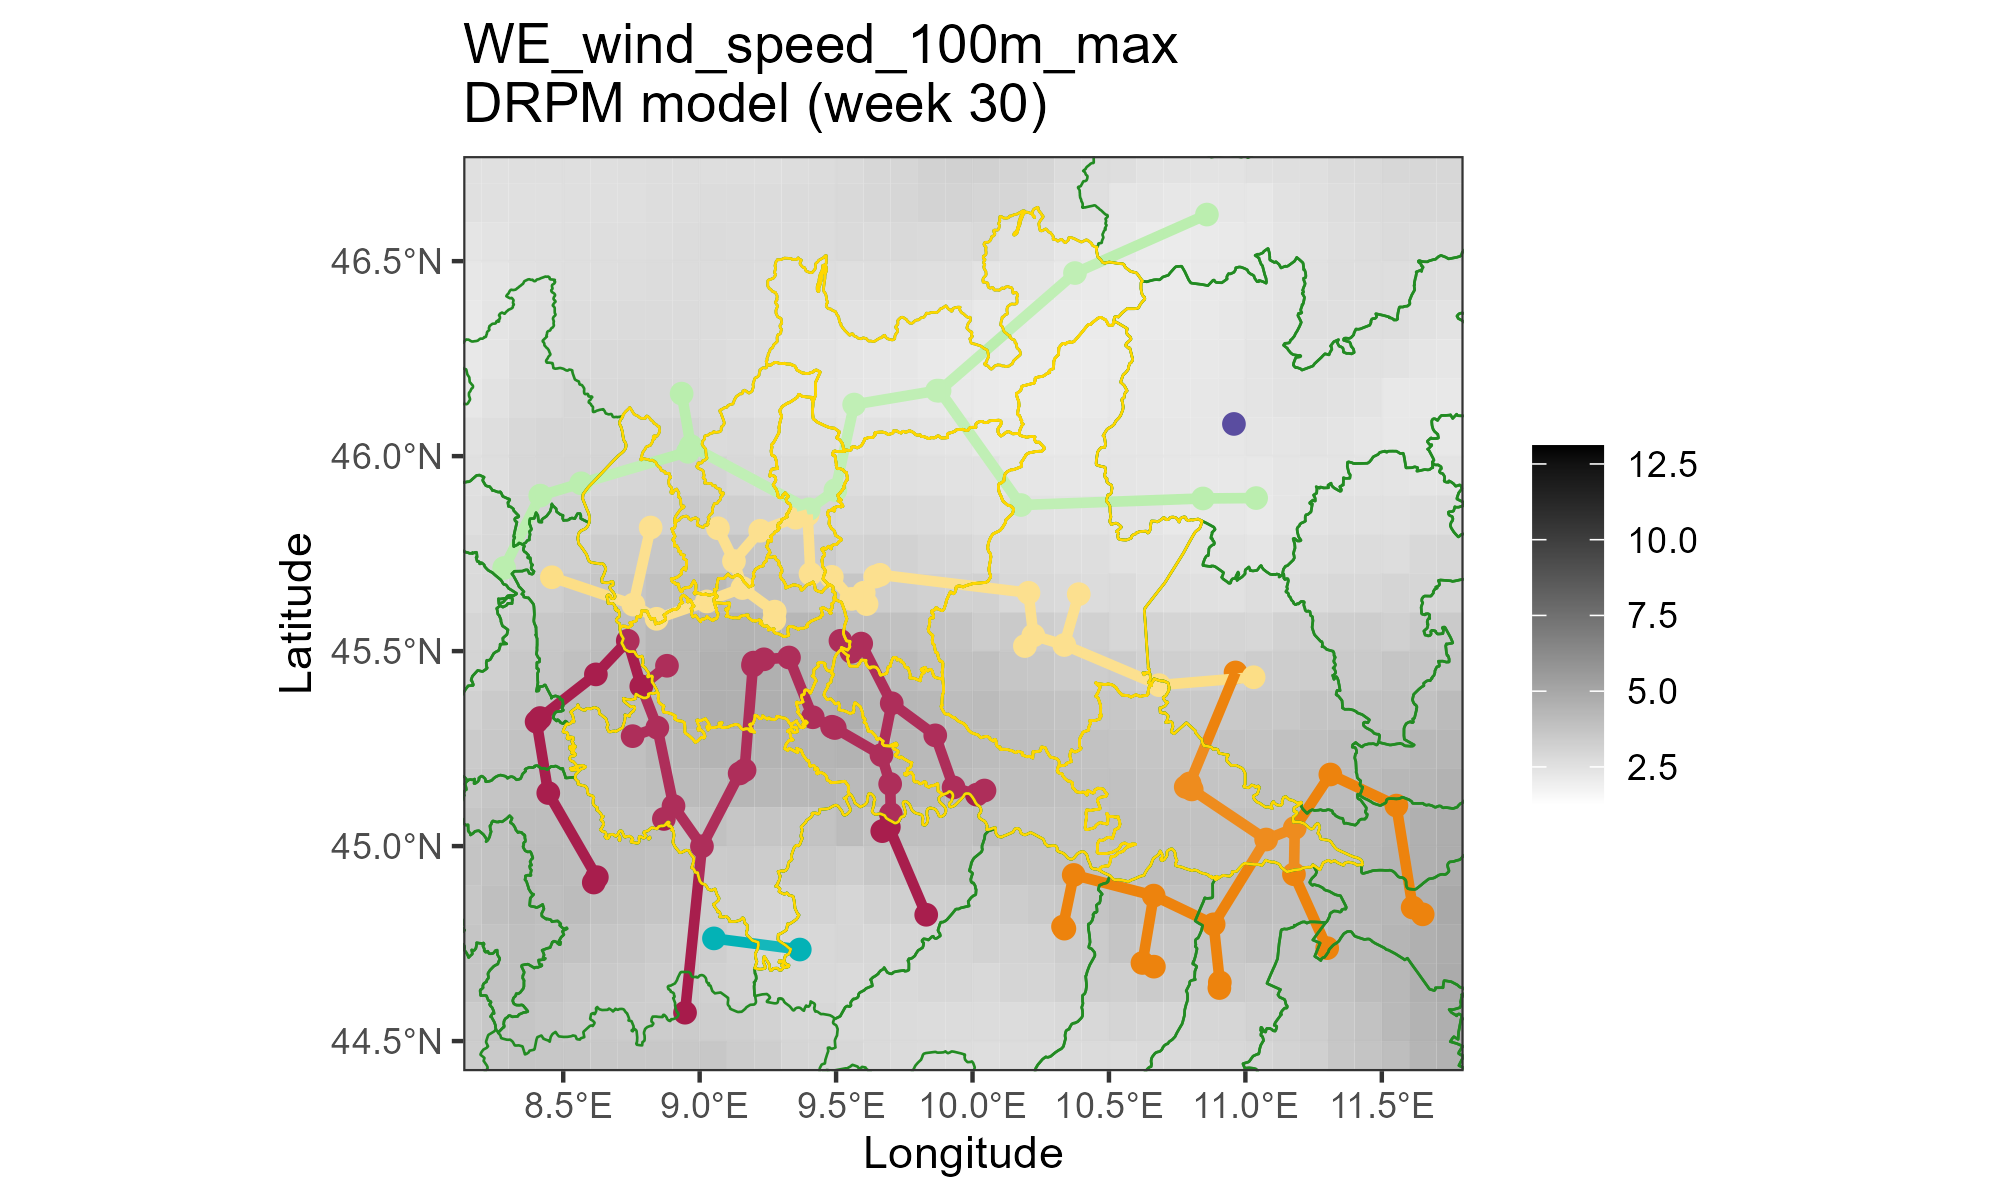 WE_wind_speed_100m_max
DRPM model (week 30)
Latitude
46.5°N
46.0°N
45.5°N
45.0°N
44.5°N
8.5°E
9.0°E
9.5°E
10.0°E
10.5°E
11.0°E
11.5°E
Longitude
12.5
10.0
7.5
5.0
2.5